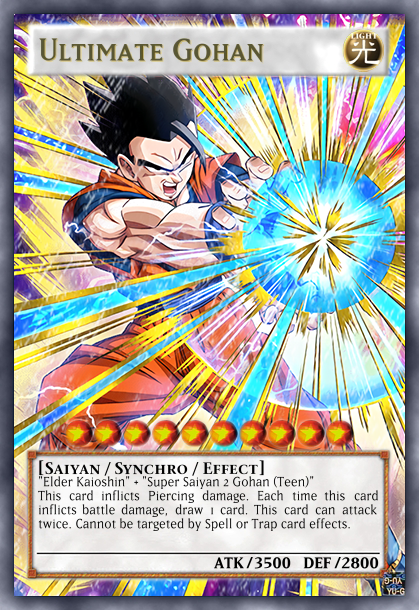 ULTIMATE GOHAN
LIGHT
光
[SAIYAN / SYNCHRO / EFFECT]
"Elder Kaioshin" + "Super Saiyan 2 Gohan (Teen)"
This card inflicts Piercing damage. Each time this card
inflicts battle damage, draw 1 card. This card can attack
twice. Cannot be targeted by Spell or Trap card effects.
ATK/3500 DEF/2800
YU-G